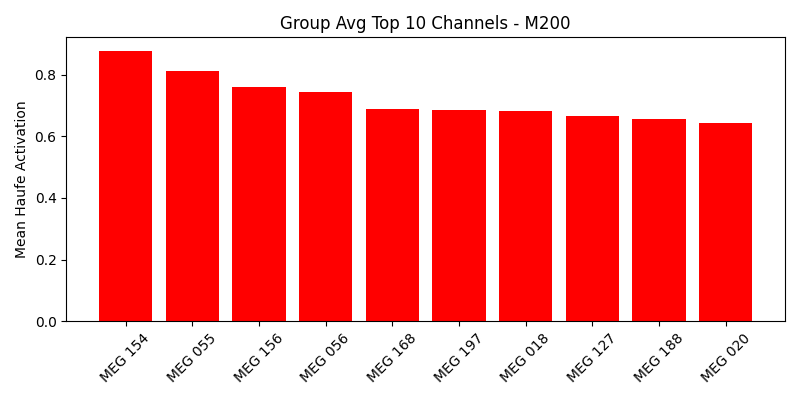 Group Avg Top 10 Channels - M200
Mean Haufe Activation
0.8
0.6
0.4
0.2
0.0
MEG 154
MEG 055
MEG 156
MEG 056
MEG 168
MEG 197
MEG 018
MEG 127
MEG 188
MEG 020